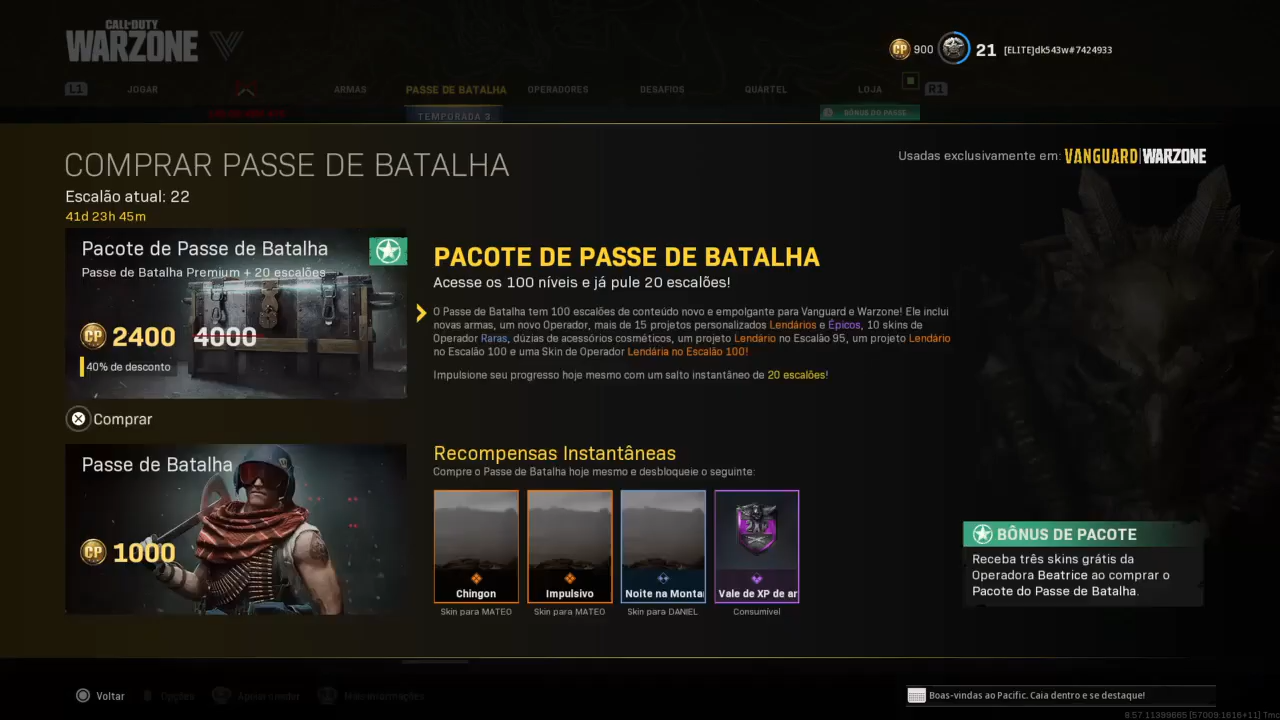 CALL OF DUTY
WARZONE
CP 900
21
[ELITE]dk543w#7424933
L1
JOGAR
ARMAS
PASSE DE BATALHA
OPERADORES
DESAFIOS
QUARTEL
LOJA
R1
TEMPORADA 3
BÔNUS DO PASSE
COMPRAR PASSE DE BATALHA
Usadas exclusivamente em: VANGUARD | WARZONE
Escalão atual: 22
41d 23h 45m
Pacote de Passe de Batalha
Passe de Batalha Premium + 20 escalões
CP 2400 4000
40% de desconto
Comprar
PACOTE DE PASSE DE BATALHA
Acesse os 100 níveis e já pule 20 escalões!
O Passe de Batalha tem 100 escalões de conteúdo novo e empolgante para Vanguard e Warzone! Ele inclui
novas armas, um novo Operador, mais de 15 projetos personalizados Lendários e Épicos, 10 skins de
Operador Raras, dúzias de acessórios cosméticos, um projeto Lendário no Escalão 95, um projeto Lendário
no Escalão 100 e uma Skin de Operador Lendária no Escalão 100!
Impulsione seu progresso hoje mesmo com um salto instantâneo de 20 escalões!
Passe de Batalha
CP 1000
Recompensas Instantâneas
Compre o Passe de Batalha hoje mesmo e desbloqueie o seguinte:
Chingon
Skin para MATEO
Impulsivo
Skin para MATEO
Noite na Montai
Skin para DANIEL
2X
Vale de XP de ar
Consumível
BÔNUS DE PACOTE
Receba três skins grátis da
Operadora Beatrice ao comprar o
Pacote do Passe de Batalha.
Voltar
Opções
Mais informações
Boas-vindas ao Pacific. Caia dentro e se destaque!